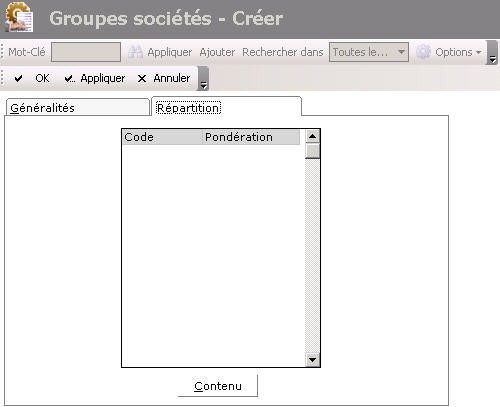 Groupes sociétés - Créer
Mot-Clé Appliquer Ajouter Rechercher dans Toutes le... Options
OK Appliquer Annuler
Généralités Répartition
Code Pondération
Contenu